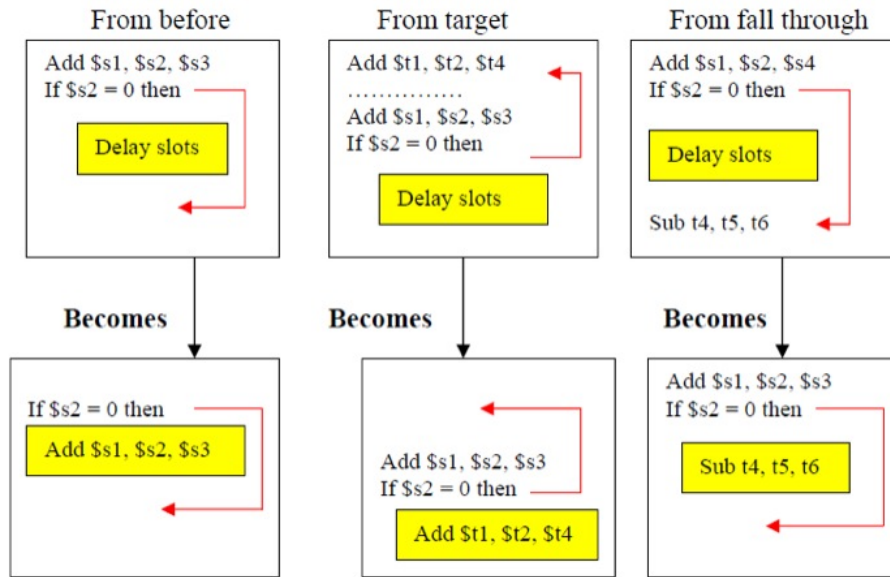 From before
Add $s1, $s2, $s3
If $s2 = 0 then
Delay slots
Becomes
If $s2 = 0 then
Add $s1, $s2, $s3
From target
Add $t1, $t2, $t4
……………
Add $s1, $s2, $s3
If $s2 = 0 then
Delay slots
Becomes
Add $s1, $s2, $s3
If $s2 = 0 then
Add $t1, $t2, $t4
From fall through
Add $s1, $s2, $s4
If $s2 = 0 then
Delay slots
Sub t4, t5, t6
Becomes
Add $s1, $s2, $s3
If $s2 = 0 then
Sub t4, t5, t6